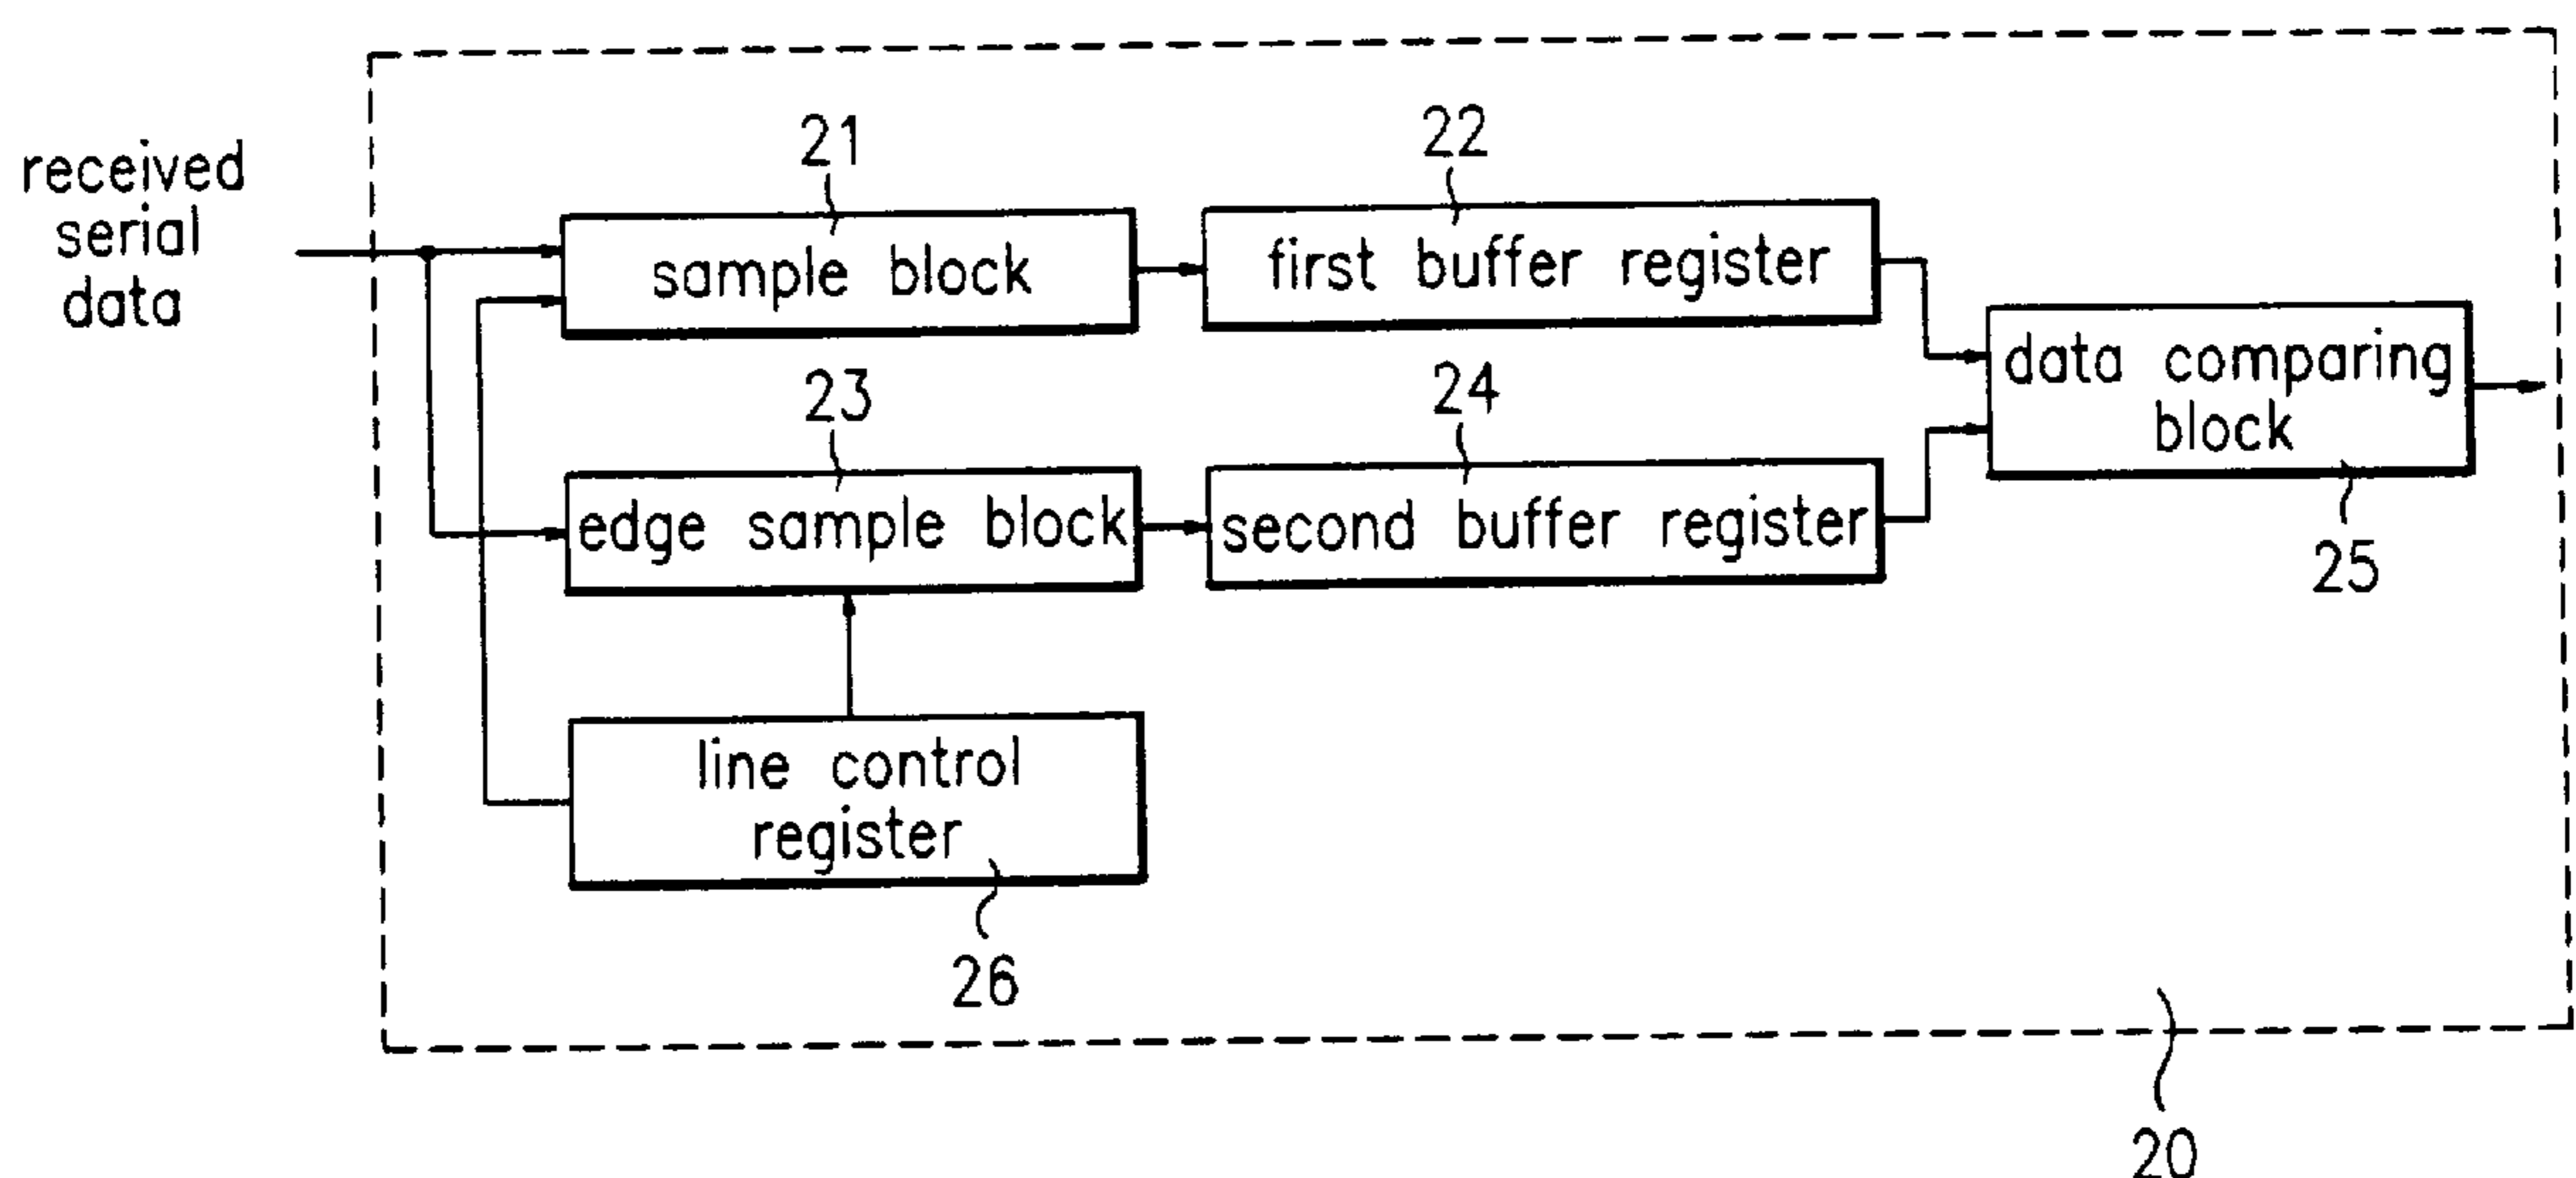 received
serial
data
21
sample block
22
first buffer register
23
edge sample block
24
second buffer register
data comparing
block
25
line control
register
26
20